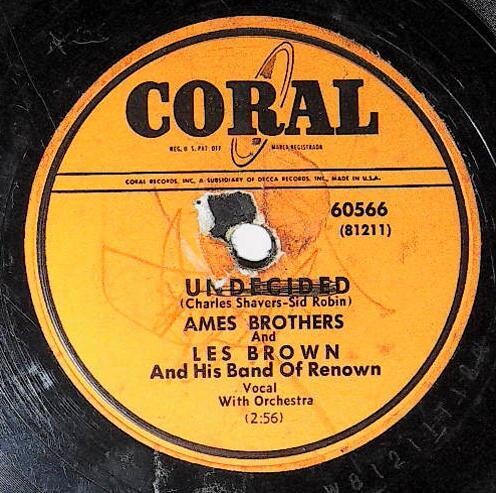 CORAL
REG. U.S. PAT. OFF. MARCA REGISTRADA
CORAL RECORDS, INC., A SUBSIDIARY OF DECCA RECORDS, INC., MADE IN U.S.A.
60566
(81211)
UNDECIDED
(Charles Shavers-Sid Robin)
AMES BROTHERS
And
LES BROWN
And His Band Of Renown
Vocal
With Orchestra
(2:56)